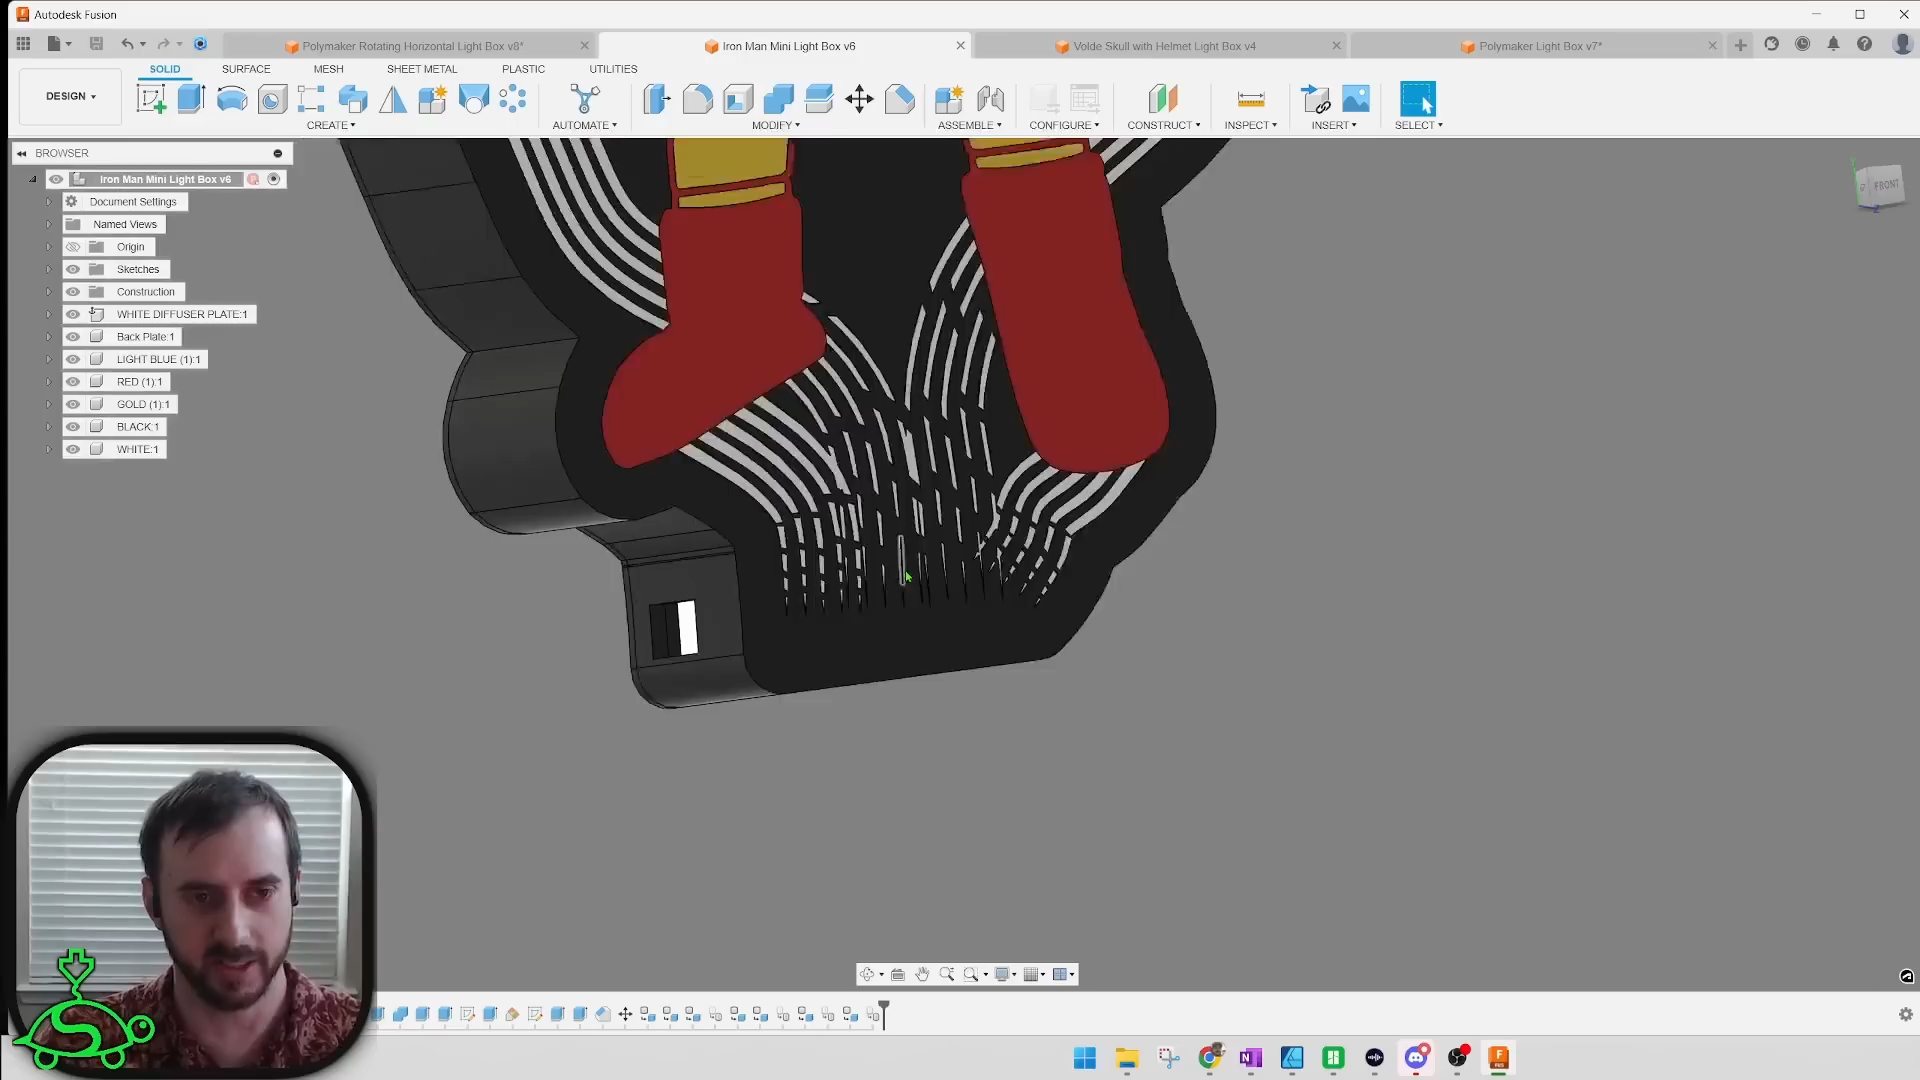 Autodesk Fusion
Polymaker Rotating Horizontal Light Box v8*
Iron Man Mini Light Box v6
Volde Skull with Helmet Light Box v4
Polymaker Light Box v7*
SOLID
SURFACE
MESH
SHEET METAL
PLASTIC
UTILITIES
DESIGN
CREATE
AUTOMATE
MODIFY
ASSEMBLE
CONFIGURE
CONSTRUCT
INSPECT
INSERT
SELECT
BROWSER
Iron Man Mini Light Box v6
Document Settings
Named Views
Origin
Sketches
Construction
WHITE DIFFUSER PLATE:1
Back Plate:1
LIGHT BLUE (1):1
RED (1):1
GOLD (1):1
BLACK:1
WHITE:1
FRONT